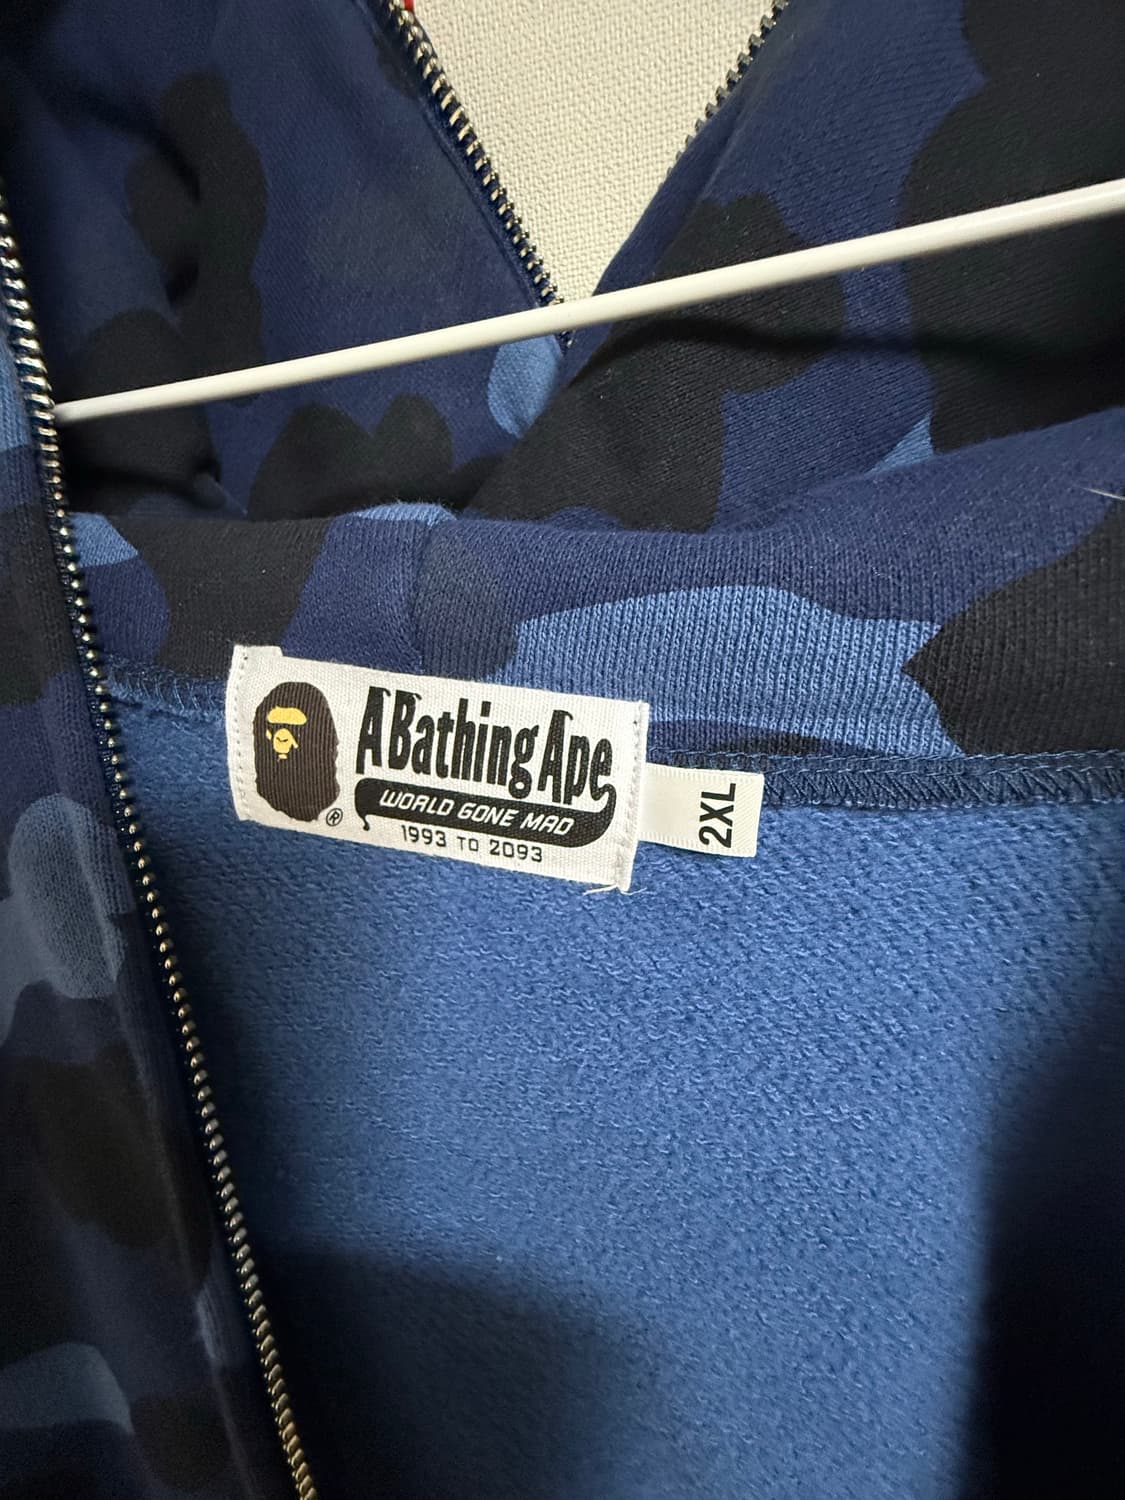 A Bathing Ape
WORLD GONE MAD
1993 TO 2093
®
2XL